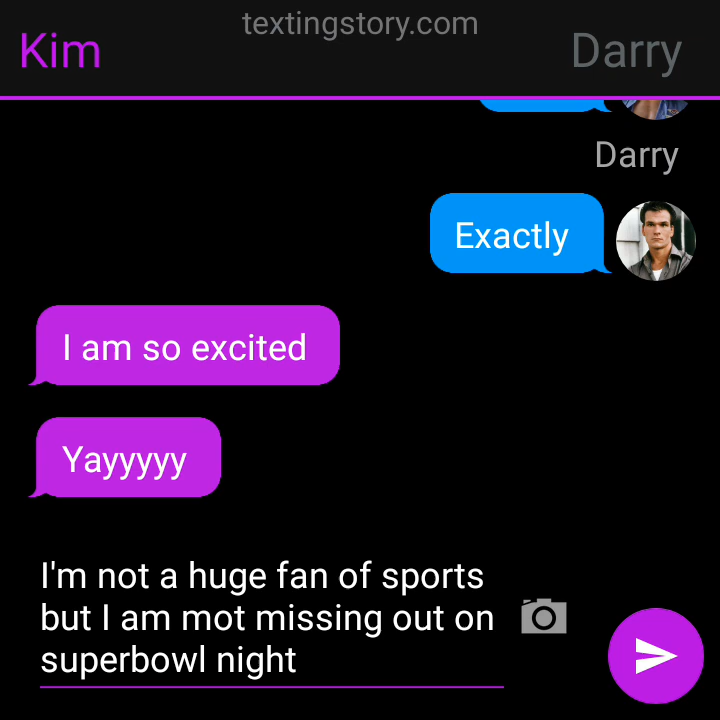 textingstory.com
Kim
Darry
Darry
Exactly
I am so excited
Yayyyyy
I'm not a huge fan of sports
but I am mot missing out on
superbowl night